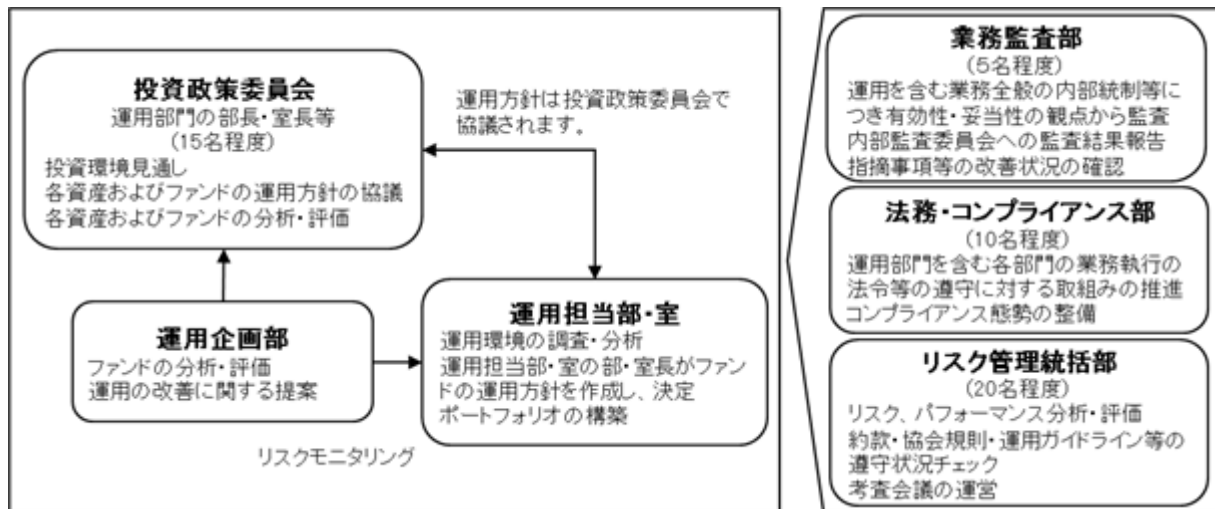 投資政策委員会
運用部門の部長・室長等
(15名程度)
投資環境見通し
各資産およびファンドの運用方針の協議
各資産およびファンドの分析・評価
運用方針は投資政策委員会で
協議されます。
運用企画部
ファンドの分析・評価
運用の改善に関する提案
運用担当部・室
運用環境の調査・分析
運用担当部・室の部・室長がファン
ドの運用方針を作成し、決定
ポートフォリオの構築
リスクモニタリング
業務監査部
(5名程度)
運用を含む業務全般の内部統制等に
つき有効性・妥当性の観点から監査
内部監査委員会への監査結果報告
指摘事項等の改善状況の確認
法務・コンプライアンス部
(10名程度)
運用部門を含む各部門の業務執行の
法令等の遵守に対する取組みの推進
コンプライアンス態勢の整備
リスク管理統括部
(20名程度)
リスク、パフォーマンス分析・評価
約款・協会規則・運用ガイドライン等の
遵守状況チェック
考査会議の運営